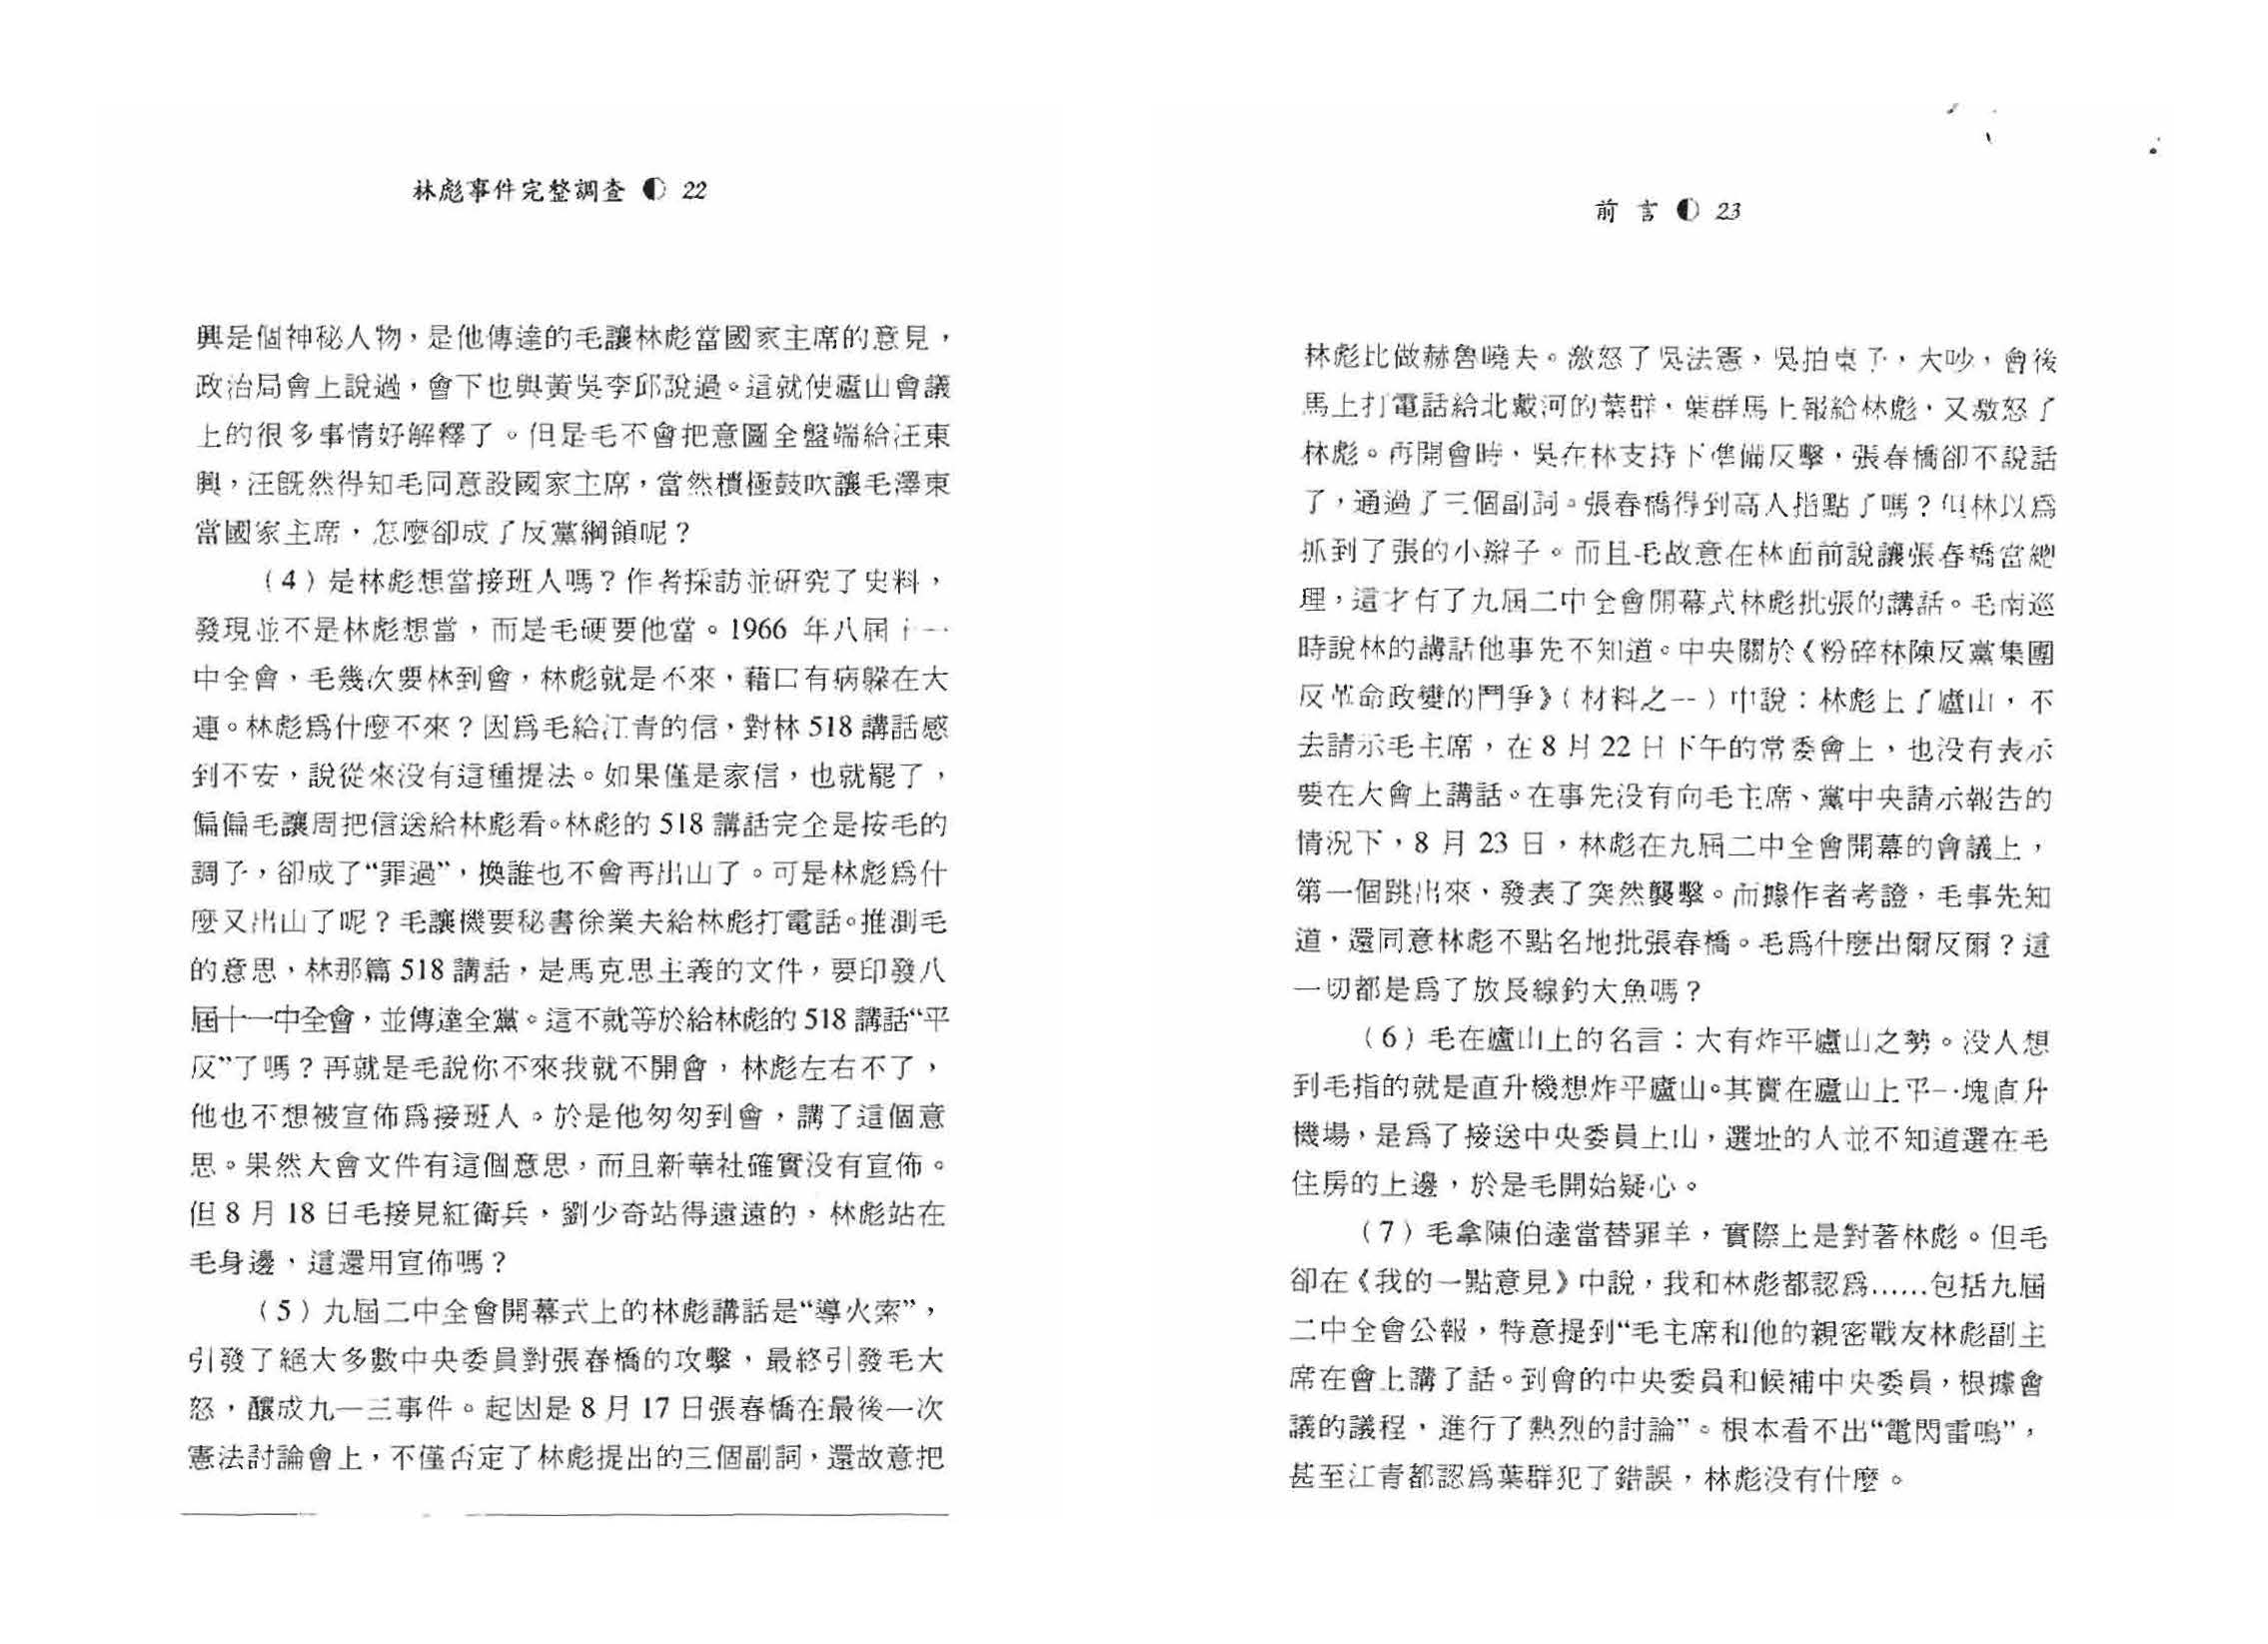 林彪事件完整調查 22
興是個神秘人物，是他傳達的毛讓林彪當國家主席的意見，
政治局會上說過，會下也與黃吳李邱說過。這就使廬山會議
上的很多事情好解釋了。但是毛不會把意圖全盤端給汪東
興，汪既然得知毛同意設國家主席，當然積極鼓吹讓毛澤東
當國家主席，怎麼卻成了反黨綱領呢？
（4）是林彪想當接班人嗎？作者採訪並研究了史料，
發現並不是林彪想當，而是毛硬要他當。1966 年八屆十一
中全會，毛幾次要林到會，林彪就是不來，藉口有病躲在大
連。林彪爲什麼不來？因爲毛給江青的信，對林 518 講話感
到不安，說從來沒有這種提法。如果僅是家信，也就罷了，
偏偏毛讓周把信送給林彪看。林彪的 518 講話完全是按毛的
調子，卻成了“罪過”，換誰也不會再出山了。可是林彪爲什
麼又出山了呢？毛讓機要秘書徐業夫給林彪打電話。推測毛
的意思，林那篇 518 講話，是馬克思主義的文件，要印發八
屆十一中全會，並傳達全黨。這不就等於給林彪的 518 講話“平
反”了嗎？再就是毛說你不來我就不開會，林彪左右不了，
他也不想被宣佈爲接班人。於是他匆匆到會，講了這個意
思。果然大會文件有這個意思，而且新華社確實没有宣佈。
但 8 月 18 日毛接見紅衛兵，劉少奇站得遠遠的，林彪站在
毛身邊，這還用宣佈嗎？
（5）九屆二中全會開幕式上的林彪講話是“導火索”，
引發了絕大多數中央委員對張春橋的攻擊，最終引發毛大
怒，釀成九一三事件。起因是 8 月 17 日張春橋在最後一次
憲法討論會上，不僅否定了林彪提出的三個副詞，還故意把
前 言 23
林彪比做赫魯曉夫。激怒了吳法憲，吳拍桌子，大吵，會後
馬上打電話給北戴河的葉群，葉群馬上報給林彪，又激怒了
林彪。再開會時，吳在林支持下準備反擊，張春橋卻不說話
了，通過了三個副詞。張春橋得到高人指點了嗎？但林以爲
抓到了張的小辮子。而且毛故意在林面前說讓張春橋當總
理，這才有了九屆二中全會開幕式林彪批張的講話。毛南巡
時說林的講話他事先不知道。中央關於《粉碎林陳反黨集團
反革命政變的鬥爭》（材料之一）中說：林彪上了廬山，不
去請示毛主席，在 8 月 22 日下午的常委會上，也没有表示
要在大會上講話。在事先没有向毛主席、黨中央請示報告的
情況下，8 月 23 日，林彪在九屆二中全會開幕的會議上，
第一個跳出來，發表了突然襲擊。而據作者考證，毛事先知
道，還同意林彪不點名地批張春橋。毛爲什麼出爾反爾？這
一切都是爲了放長線釣大魚嗎？
（6）毛在廬山上的名言：大有炸平廬山之勢。没人想
到毛指的就是直升機想炸平廬山。其實在廬山上平一塊直升
機場，是爲了接送中央委員上山，選址的人並不知道選在毛
住房的上邊，於是毛開始疑心。
（7）毛拿陳伯達當替罪羊，實際上是對著林彪。但毛
卻在《我的一點意見》中說，我和林彪都認爲……包括九屆
二中全會公報，特意提到“毛主席和他的親密戰友林彪副主
席在會上講了話。到會的中央委員和候補中央委員，根據會
議的議程，進行了熱烈的討論”。根本看不出“電閃雷鳴”，
甚至江青都認爲葉群犯了錯誤，林彪没有什麼。